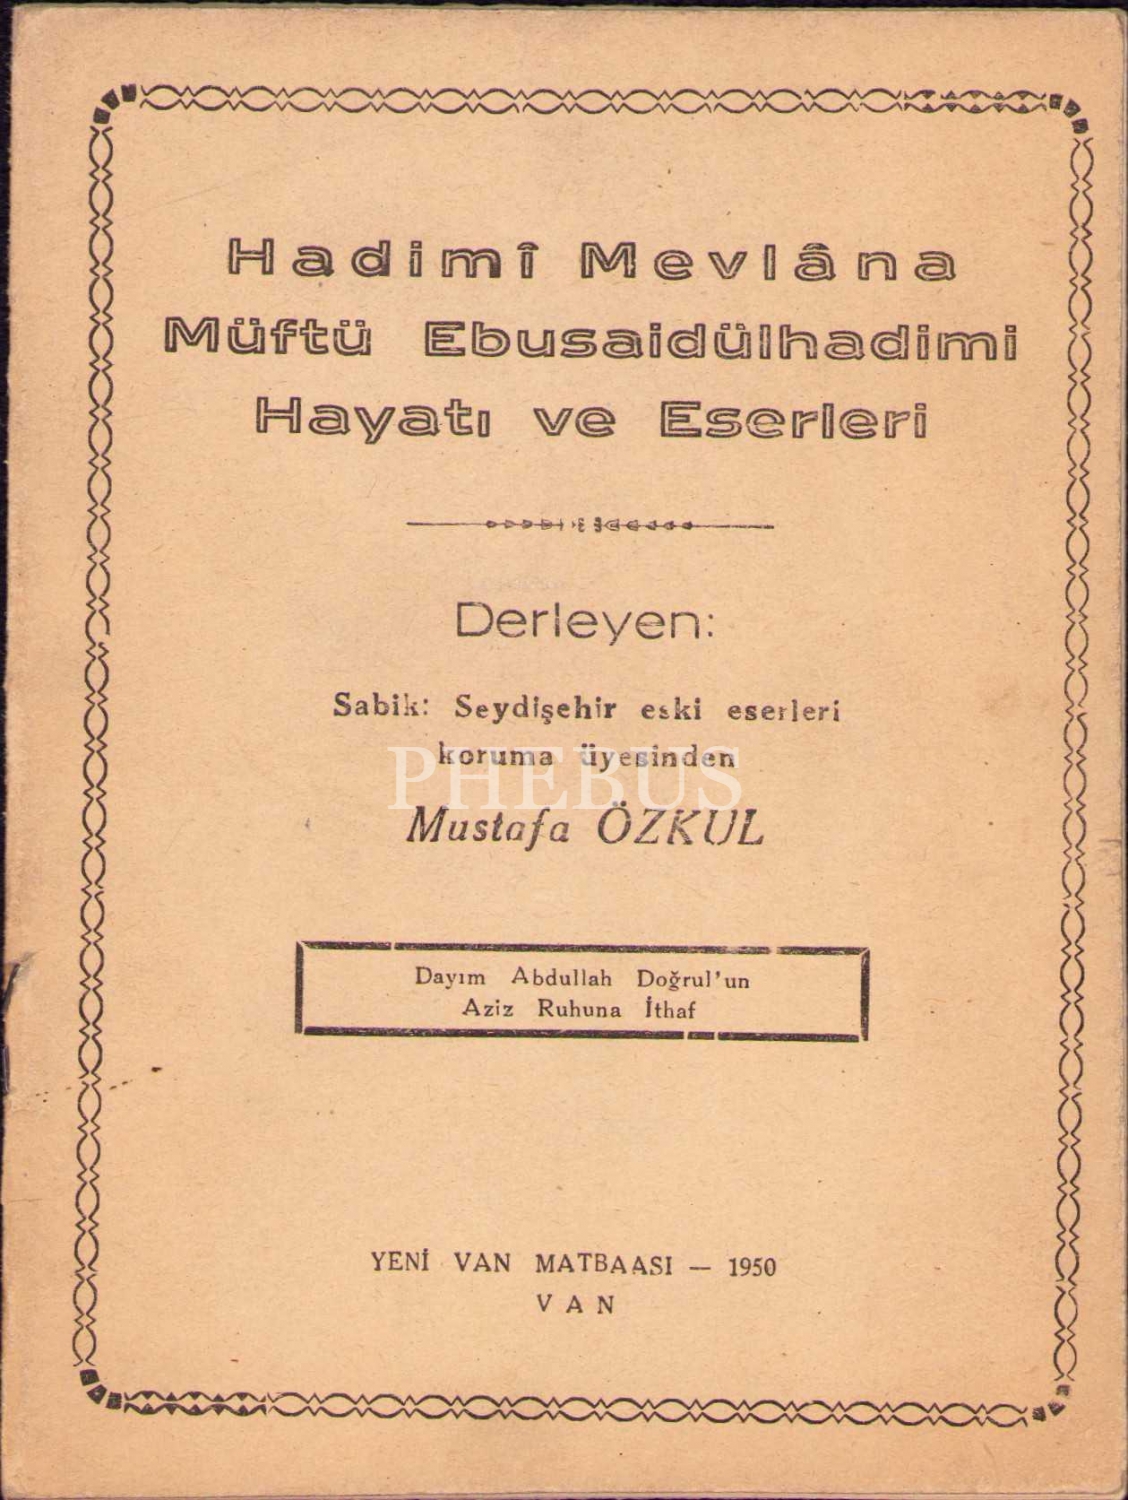 Hadimî Mevlâna
Müftü Ebusaidülhadimi
Hayatı ve Eserleri
Derleyen:
Sabik: Seydişehir eski eserleri
koruma üyesinden
PHEBUS
Mustafa ÖZKUL
Dayım Abdullah Doğrul'un
Aziz Ruhuna İthaf
YENİ VAN MATBAASI — 1950
VAN